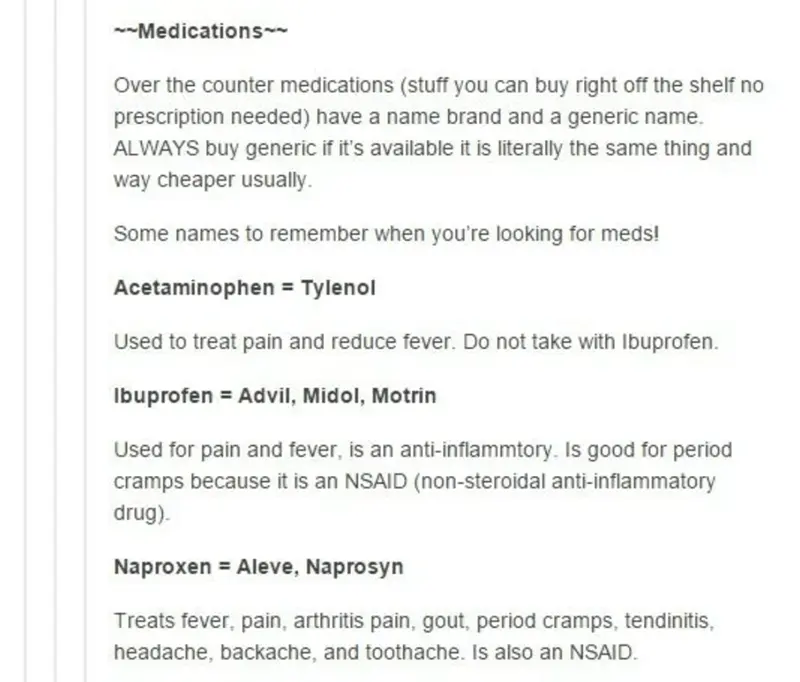 ~~Medications~~
Over the counter medications (stuff you can buy right off the shelf no
prescription needed) have a name brand and a generic name.
ALWAYS buy generic if it's available it is literally the same thing and
way cheaper usually.
Some names to remember when you're looking for meds!
Acetaminophen = Tylenol
Used to treat pain and reduce fever. Do not take with Ibuprofen.
Ibuprofen = Advil, Midol, Motrin
Used for pain and fever, is an anti-inflammtory. Is good for period
cramps because it is an NSAID (non-steroidal anti-inflammatory
drug).
Naproxen = Aleve, Naprosyn
Treats fever, pain, arthritis pain, gout, period cramps, tendinitis,
headache, backache, and toothache. Is also an NSAID.